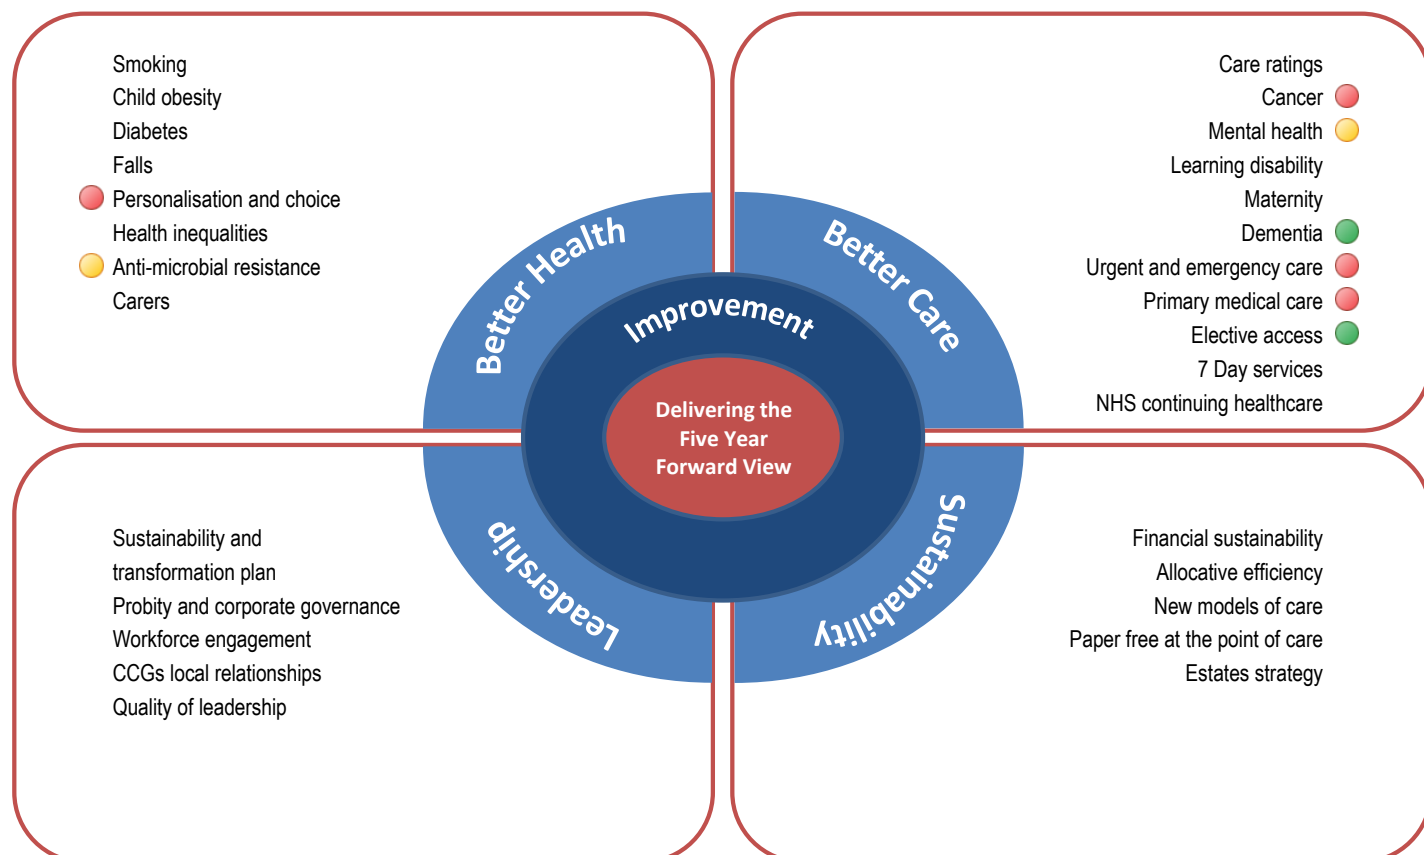 Smoking
Child obesity
Diabetes
Falls
Personalisation and choice
Health inequalities
Anti-microbial resistance
Carers
Care ratings
Cancer
Mental health
Learning disability
Maternity
Dementia
Urgent and emergency care
Primary medical care
Elective access
7 Day services
NHS continuing healthcare
Better Health
Better Care
Improvement
Delivering the
Five Year
Forward View
Leadership
Sustainability
Sustainability and
transformation plan
Probity and corporate governance
Workforce engagement
CCGs local relationships
Quality of leadership
Financial sustainability
Allocative efficiency
New models of care
Paper free at the point of care
Estates strategy